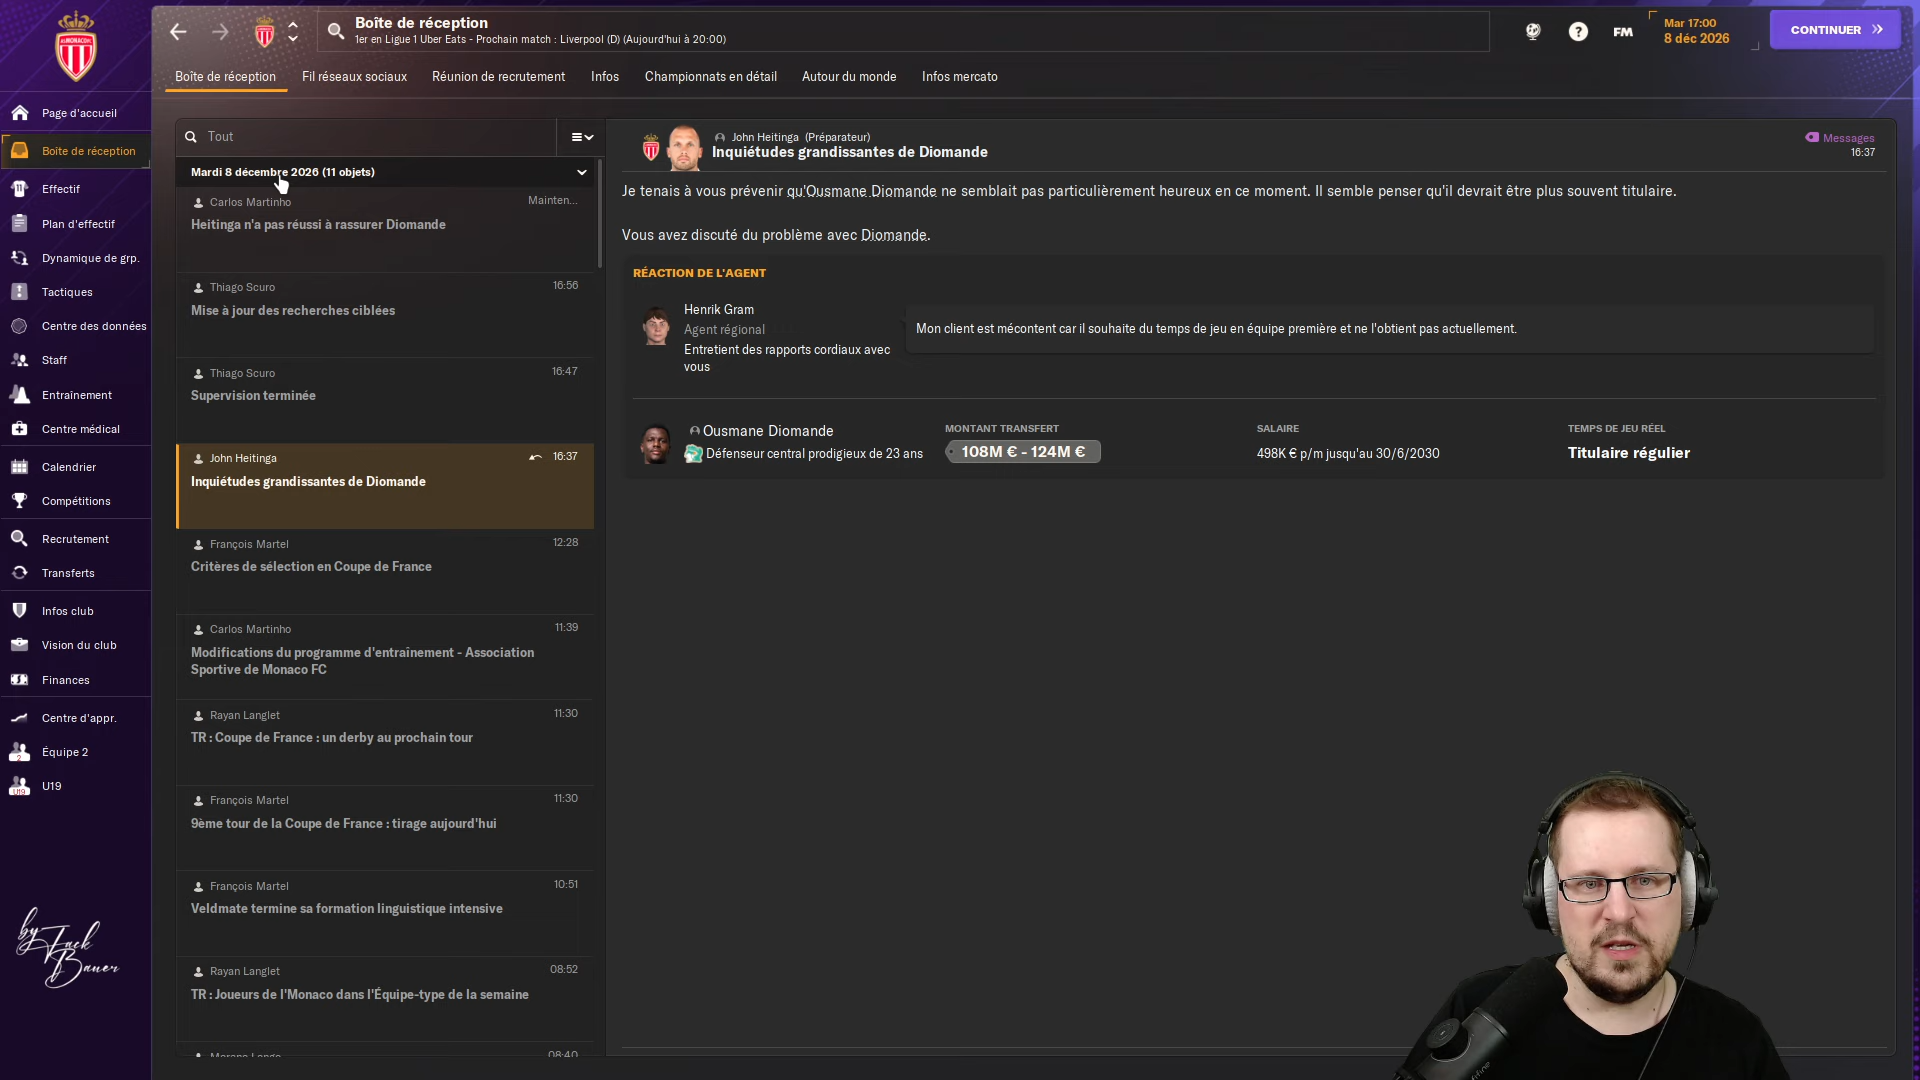 Boîte de réception
1er en Ligue 1 Uber Eats - Prochain match : Liverpool (D) (Aujourd'hui à 20:00)
FM
Mar 17:00
8 déc 2026
CONTINUER
Boîte de réception
Fil réseaux sociaux
Réunion de recrutement
Infos
Championnats en détail
Autour du monde
Infos mercato
Page d'accueil
Boîte de réception
Effectif
Plan d'effectif
Dynamique de grp.
Tactiques
Centre des données
Staff
Entraînement
Centre médical
Calendrier
Compétitions
Recrutement
Transferts
Infos club
Vision du club
Finances
Centre d'appr.
Équipe 2
U19
by Jack Bauer
Tout
Mardi 8 décembre 2026 (11 objets)
Carlos Martinho
Mainten...
Heitinga n'a pas réussi à rassurer Diomande
Thiago Scuro
16:56
Mise à jour des recherches ciblées
Thiago Scuro
16:47
Supervision terminée
John Heitinga
16:37
Inquiétudes grandissantes de Diomande
François Martel
12:28
Critères de sélection en Coupe de France
Carlos Martinho
11:39
Modifications du programme d'entraînement - Association
Sportive de Monaco FC
Rayan Langlet
11:30
TR : Coupe de France : un derby au prochain tour
François Martel
11:30
9ème tour de la Coupe de France : tirage aujourd'hui
François Martel
10:51
Veldmate termine sa formation linguistique intensive
Rayan Langlet
08:52
TR : Joueurs de l'Monaco dans l'Équipe-type de la semaine
08:40
John Heitinga (Préparateur)
Inquiétudes grandissantes de Diomande
Messages
16:37
Je tenais à vous prévenir qu'Ousmane Diomande ne semblait pas particulièrement heureux en ce moment. Il semble penser qu'il devrait être plus souvent titulaire.
Vous avez discuté du problème avec Diomande.
RÉACTION DE L'AGENT
Henrik Gram
Agent régional
Entretient des rapports cordiaux avec
vous
Mon client est mécontent car il souhaite du temps de jeu en équipe première et ne l'obtient pas actuellement.
Ousmane Diomande
Défenseur central prodigieux de 23 ans
MONTANT TRANSFERT
108M € - 124M €
SALAIRE
498K € p/m jusqu'au 30/6/2030
TEMPS DE JEU RÉEL
Titulaire régulier